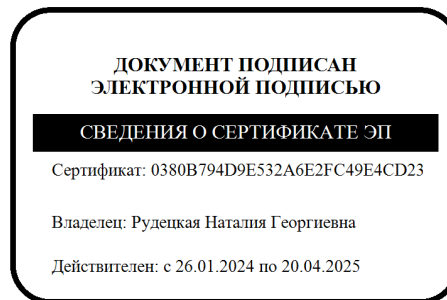 ДОКУМЕНТ ПОДПИСАН
ЭЛЕКТРОННОЙ ПОДПИСЬЮ
СВЕДЕНИЯ О СЕРТИФИКАТЕ ЭП
Сертификат: 0380B794D9E532A6E2FC49E4CD23
Владелец: Рудецкая Наталия Георгиевна
Действителен: с 26.01.2024 по 20.04.2025